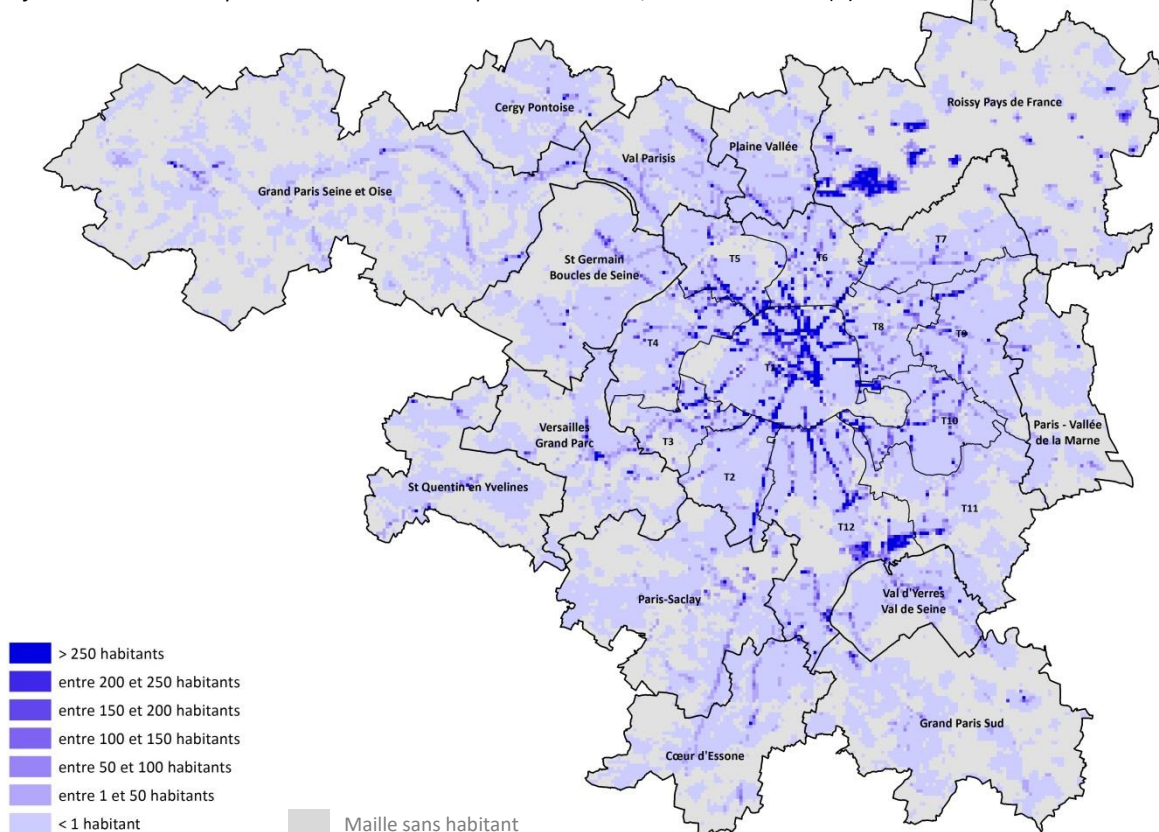 Cergy Pontoise
Roissy Pays de France
Val Parisis
Plaine Vallée
Grand Paris Seine et Oise
T7
St Germain
Boucles de Seine
T5
T6
T8
T9
T4
T10
Versailles
Grand Parc
T3
Paris - Vallée
de la Marne
St Quentin en Yvelines
T2
T11
T12
Paris-Saclay
Val d'Yerres
Val de Seine
Grand Paris Sud
Cœur d'Essone
> 250 habitants
entre 200 et 250 habitants
entre 150 et 200 habitants
entre 100 et 150 habitants
entre 50 et 100 habitants
entre 1 et 50 habitants
< 1 habitant
Maille sans habitant